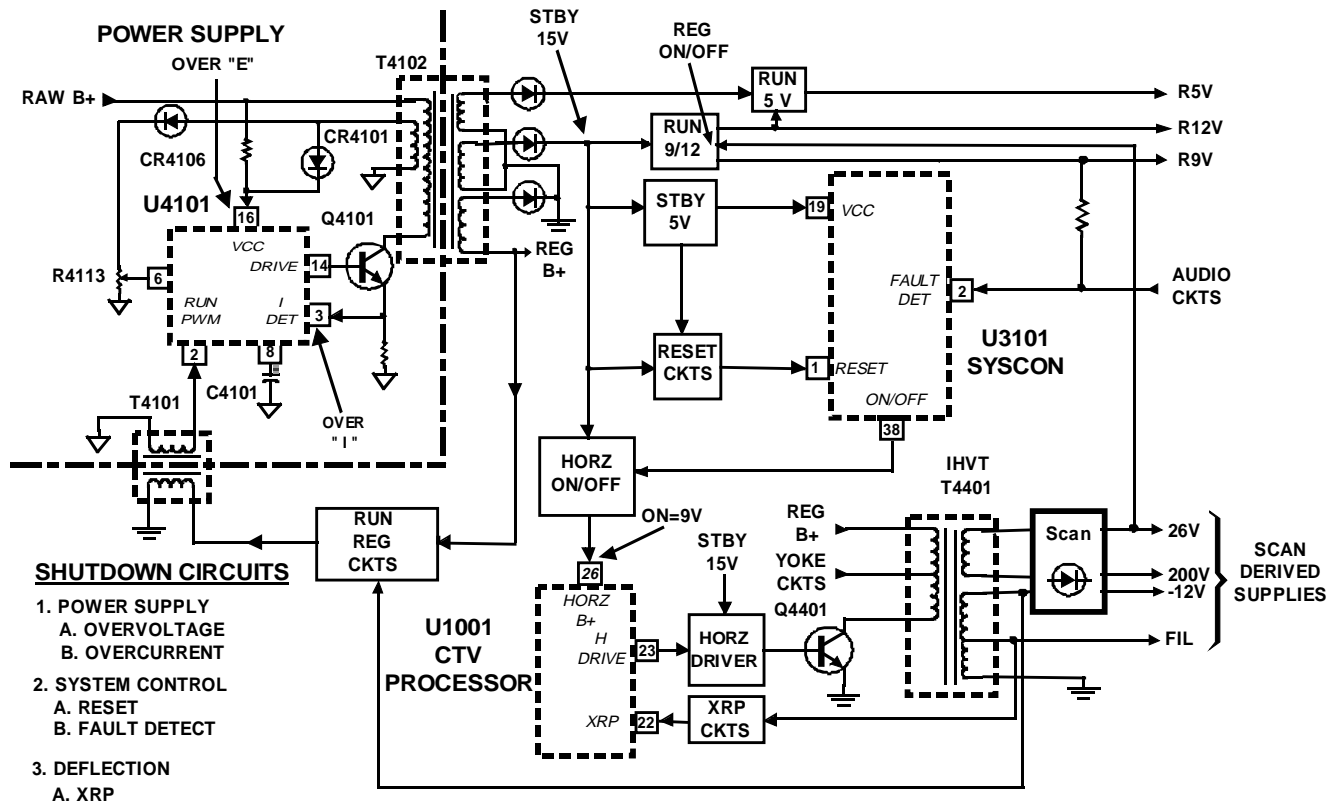 POWER SUPPLY
OVER "E"
STBY
15V
REG
ON/OFF
T4102
RAW B+
RUN
5 V
R5V
CR4106
CR4101
RUN
9/12
R12V
R9V
U4101
16
VCC
Q4101
STBY
5V
19
VCC
DRIVE
14
REG
B+
R4113
6
RUN
PWM
I
DET
3
FAULT
DET
2
AUDIO
CKTS
U3101
SYSCON
2
8
C4101
RESET
CKTS
1
RESET
ON/OFF
38
T4101
OVER
" I "
HORZ
ON/OFF
IHVT
T4401
RUN
REG
CKTS
ON=9V
REG
B+
STBY
15V
YOKE
CKTS
Scan
26V
200V
-12V
FIL
SCAN
DERIVED
SUPPLIES
26
HORZ
B+
H
DRIVE
23
HORZ
DRIVER
Q4401
U1001
CTV
PROCESSOR
XRP
22
XRP
CKTS
SHUTDOWN CIRCUITS
1. POWER SUPPLY
A. OVERVOLTAGE
B. OVERCURRENT
2. SYSTEM CONTROL
A. RESET
B. FAULT DETECT
3. DEFLECTION
A. XRP